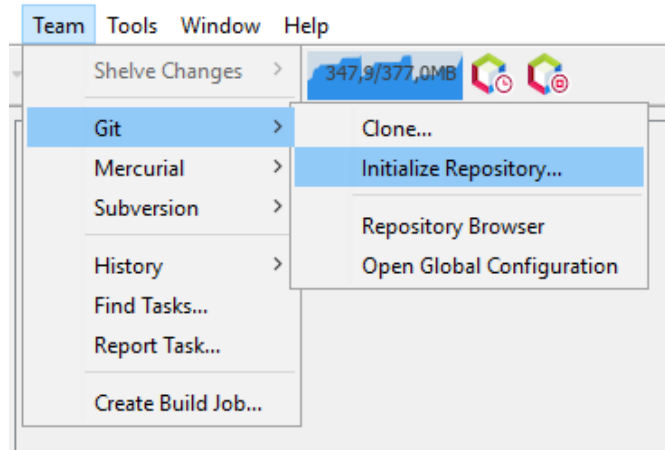 Team Tools Window Help
Shelve Changes >
347,9/377,0MB
Git >
Clone...
Mercurial >
Initialize Repository...
Subversion >
Repository Browser
History >
Open Global Configuration
Find Tasks...
Report Task...
Create Build Job...